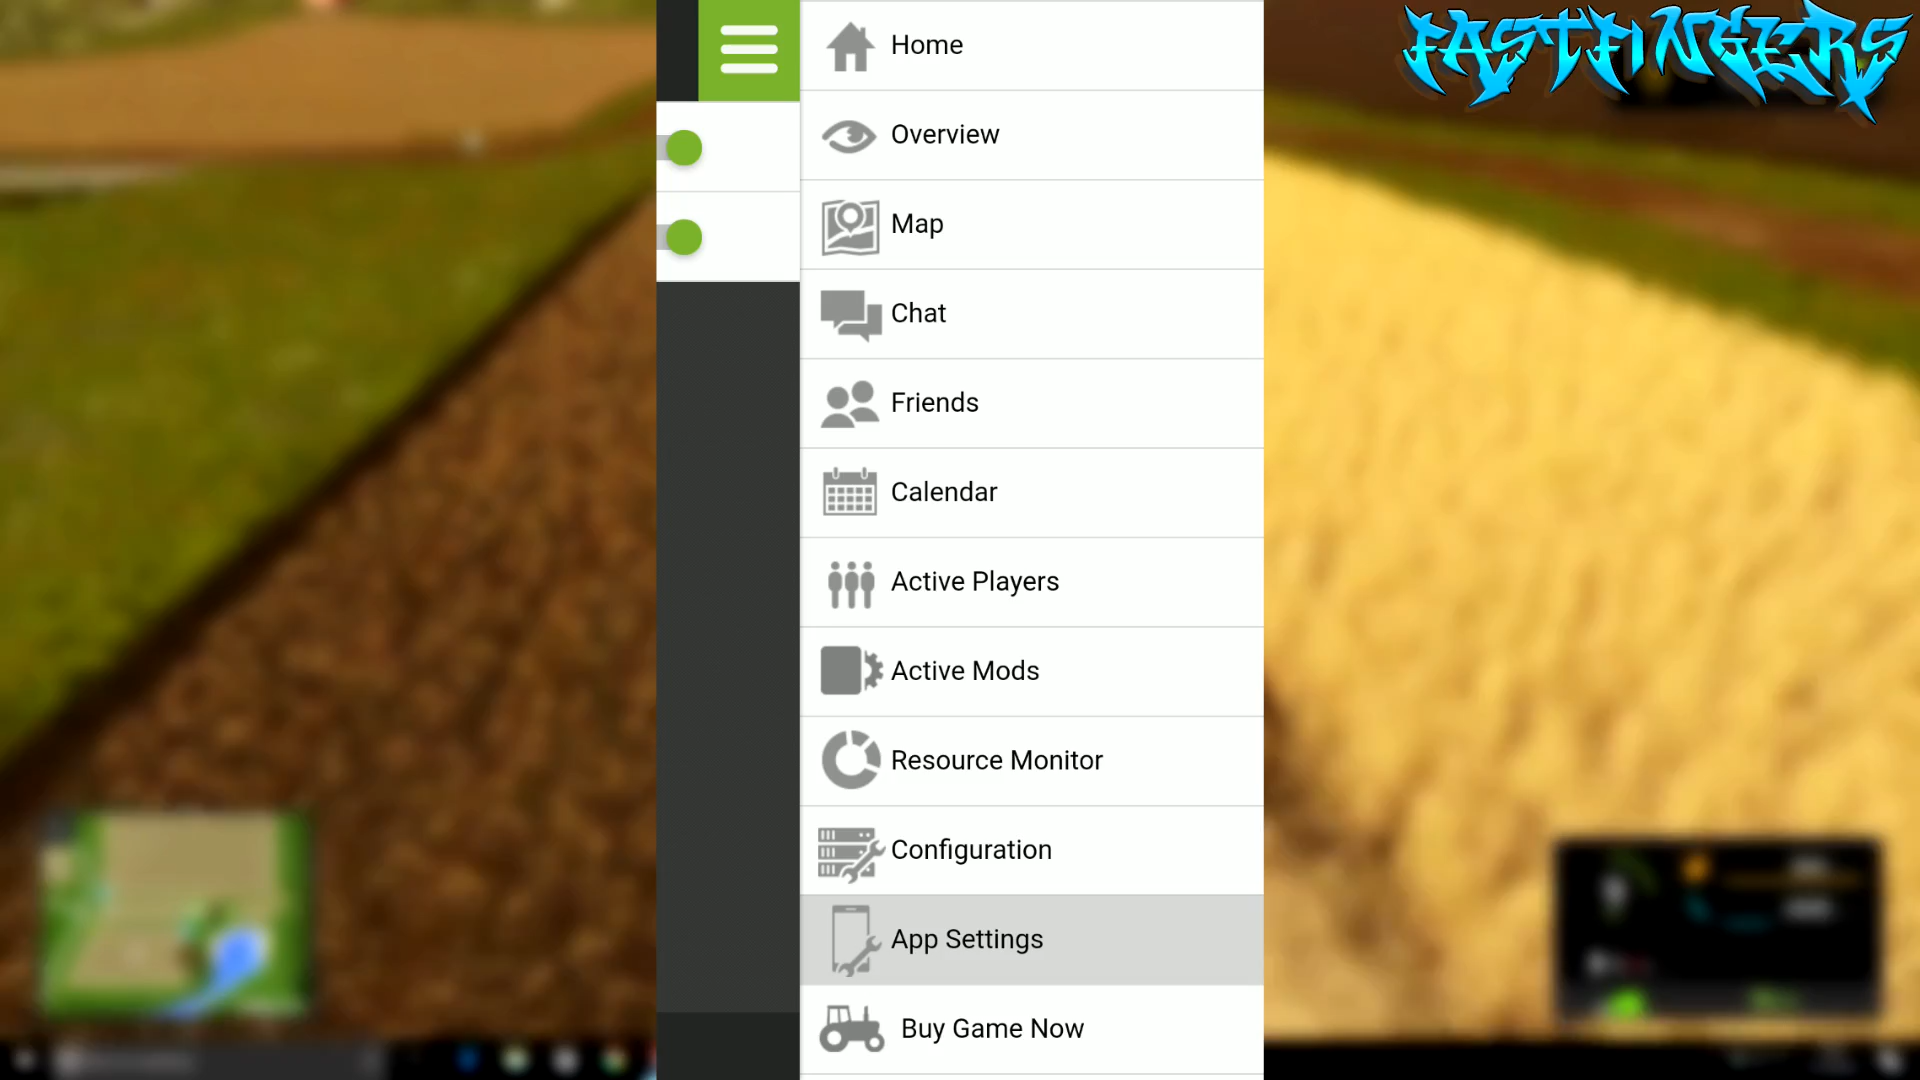 FASTFINGERS
Home
Overview
Map
Chat
Friends
Calendar
Active Players
Active Mods
Resource Monitor
Configuration
App Settings
Buy Game Now